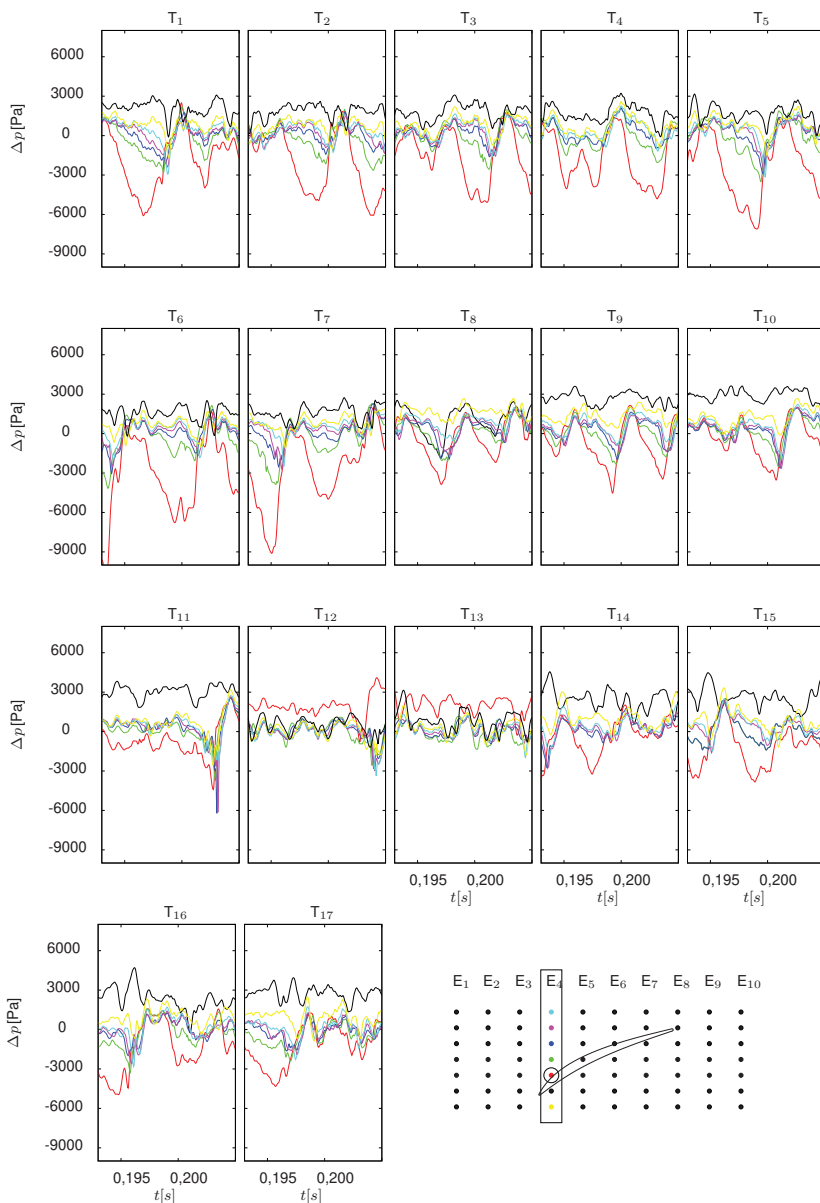 T₁ T₂ T₃ T₄ T₅
6000
3000
0
-3000
-6000
-9000
Δp[Pa]
T₆ T₇ T₈ T₉ T₁₀
6000
3000
0
-3000
-6000
-9000
Δp[Pa]
T₁₁ T₁₂ T₁₃ T₁₄ T₁₅
6000
3000
0
-3000
-6000
-9000
Δp[Pa]
0,195 0,200 0,195 0,200 0,195 0,200
t[s] t[s] t[s]
T₁₆ T₁₇
6000
3000
0
-3000
-6000
-9000
Δp[Pa]
E₁ E₂ E₃ E₄ E₅ E₆ E₇ E₈ E₉ E₁₀
0,195 0,200 0,195 0,200
t[s] t[s]